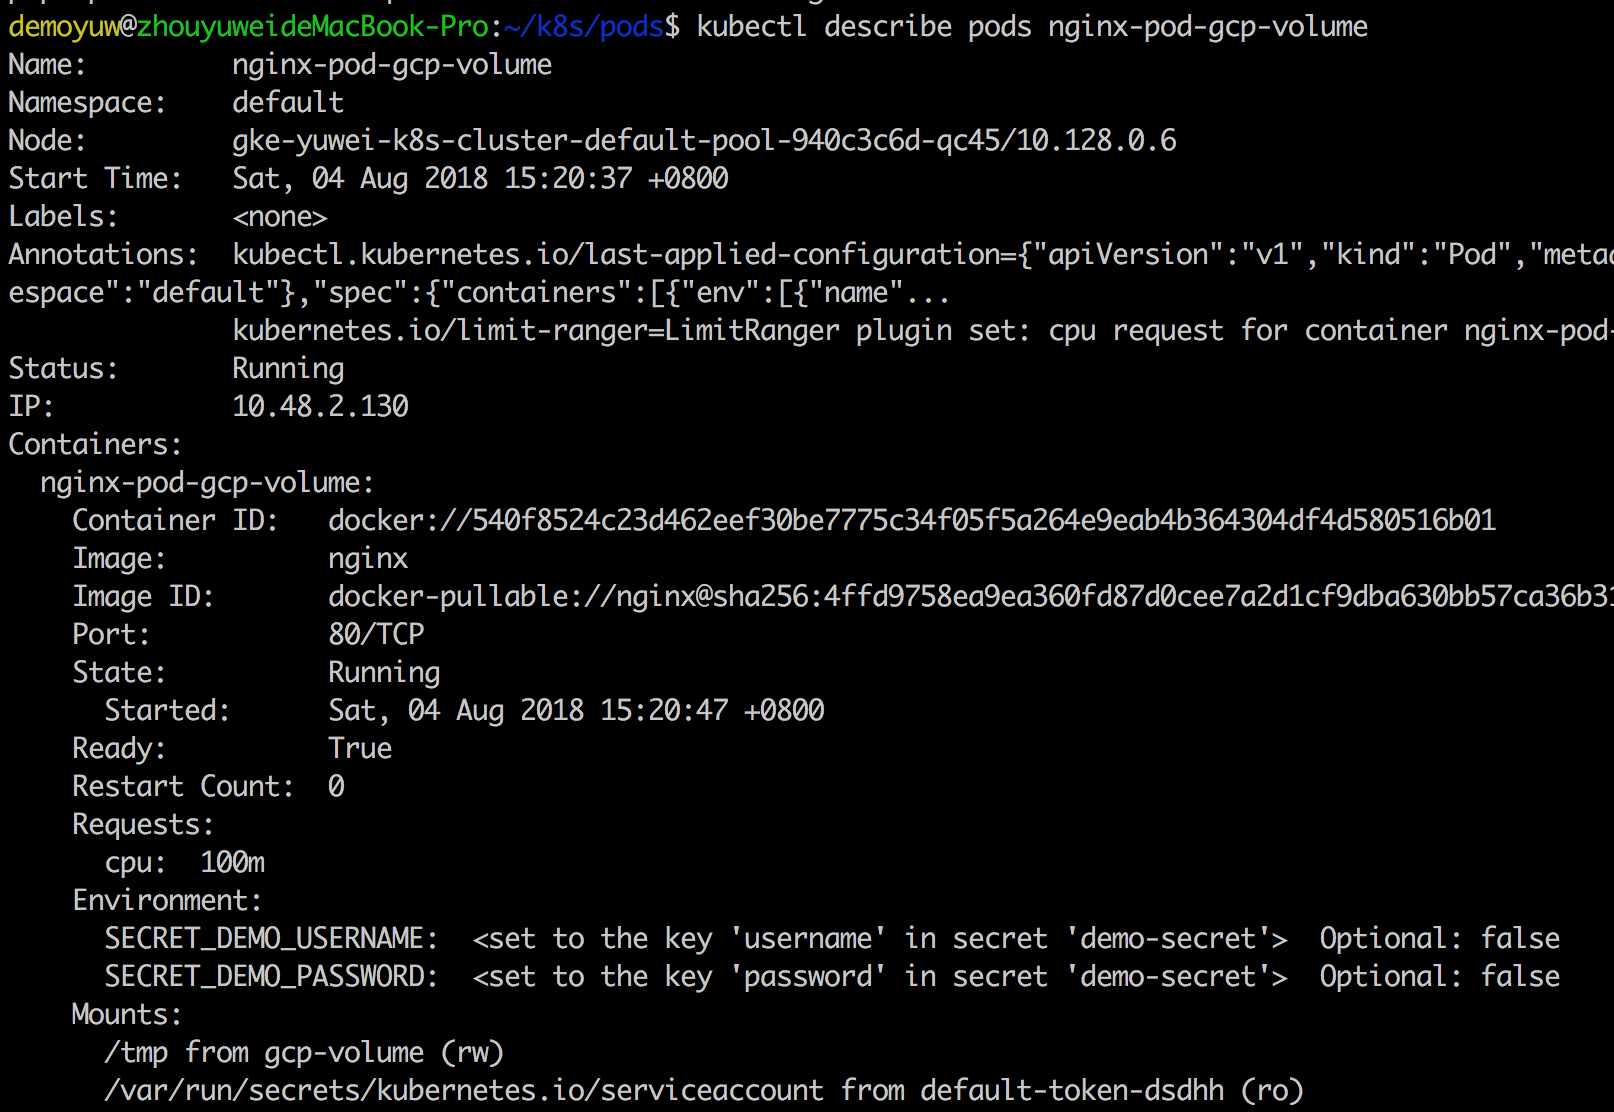 demoyuw@zhouyuweideMacBook-Pro:~/k8s/pods$ kubectl describe pods nginx-pod-gcp-volume
Name:         nginx-pod-gcp-volume
Namespace:    default
Node:         gke-yuwei-k8s-cluster-default-pool-940c3c6d-qc45/10.128.0.6
Start Time:   Sat, 04 Aug 2018 15:20:37 +0800
Labels:       <none>
Annotations:  kubectl.kubernetes.io/last-applied-configuration={"apiVersion":"v1","kind":"Pod","metad
espace":"default"},"spec":{"containers":[{"env":[{"name"...
              kubernetes.io/limit-ranger=LimitRanger plugin set: cpu request for container nginx-pod-
Status:       Running
IP:           10.48.2.130
Containers:
  nginx-pod-gcp-volume:
    Container ID:   docker://540f8524c23d462eef30be7775c34f05f5a264e9eab4b364304df4d580516b01
    Image:          nginx
    Image ID:       docker-pullable://nginx@sha256:4ffd9758ea9ea360fd87d0cee7a2d1cf9dba630bb57ca36b31
    Port:           80/TCP
    State:          Running
      Started:      Sat, 04 Aug 2018 15:20:47 +0800
    Ready:          True
    Restart Count:  0
    Requests:
      cpu:  100m
    Environment:
      SECRET_DEMO_USERNAME:  <set to the key 'username' in secret 'demo-secret'>  Optional: false
      SECRET_DEMO_PASSWORD:  <set to the key 'password' in secret 'demo-secret'>  Optional: false
    Mounts:
      /tmp from gcp-volume (rw)
      /var/run/secrets/kubernetes.io/serviceaccount from default-token-dsdhh (ro)